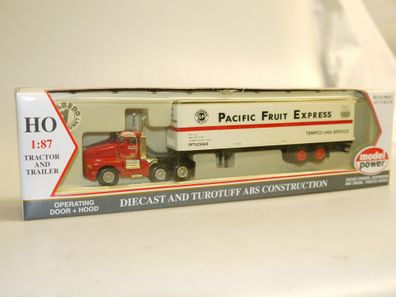 HO
1:87
TRACTOR
AND
TRAILER
OPERATING
DOOR + HOOD
PACIFIC FRUIT EXPRESS
TEMPCO-VAN SERVICE
DIECAST AND TUROTUFF ABS CONSTRUCTION
model
power